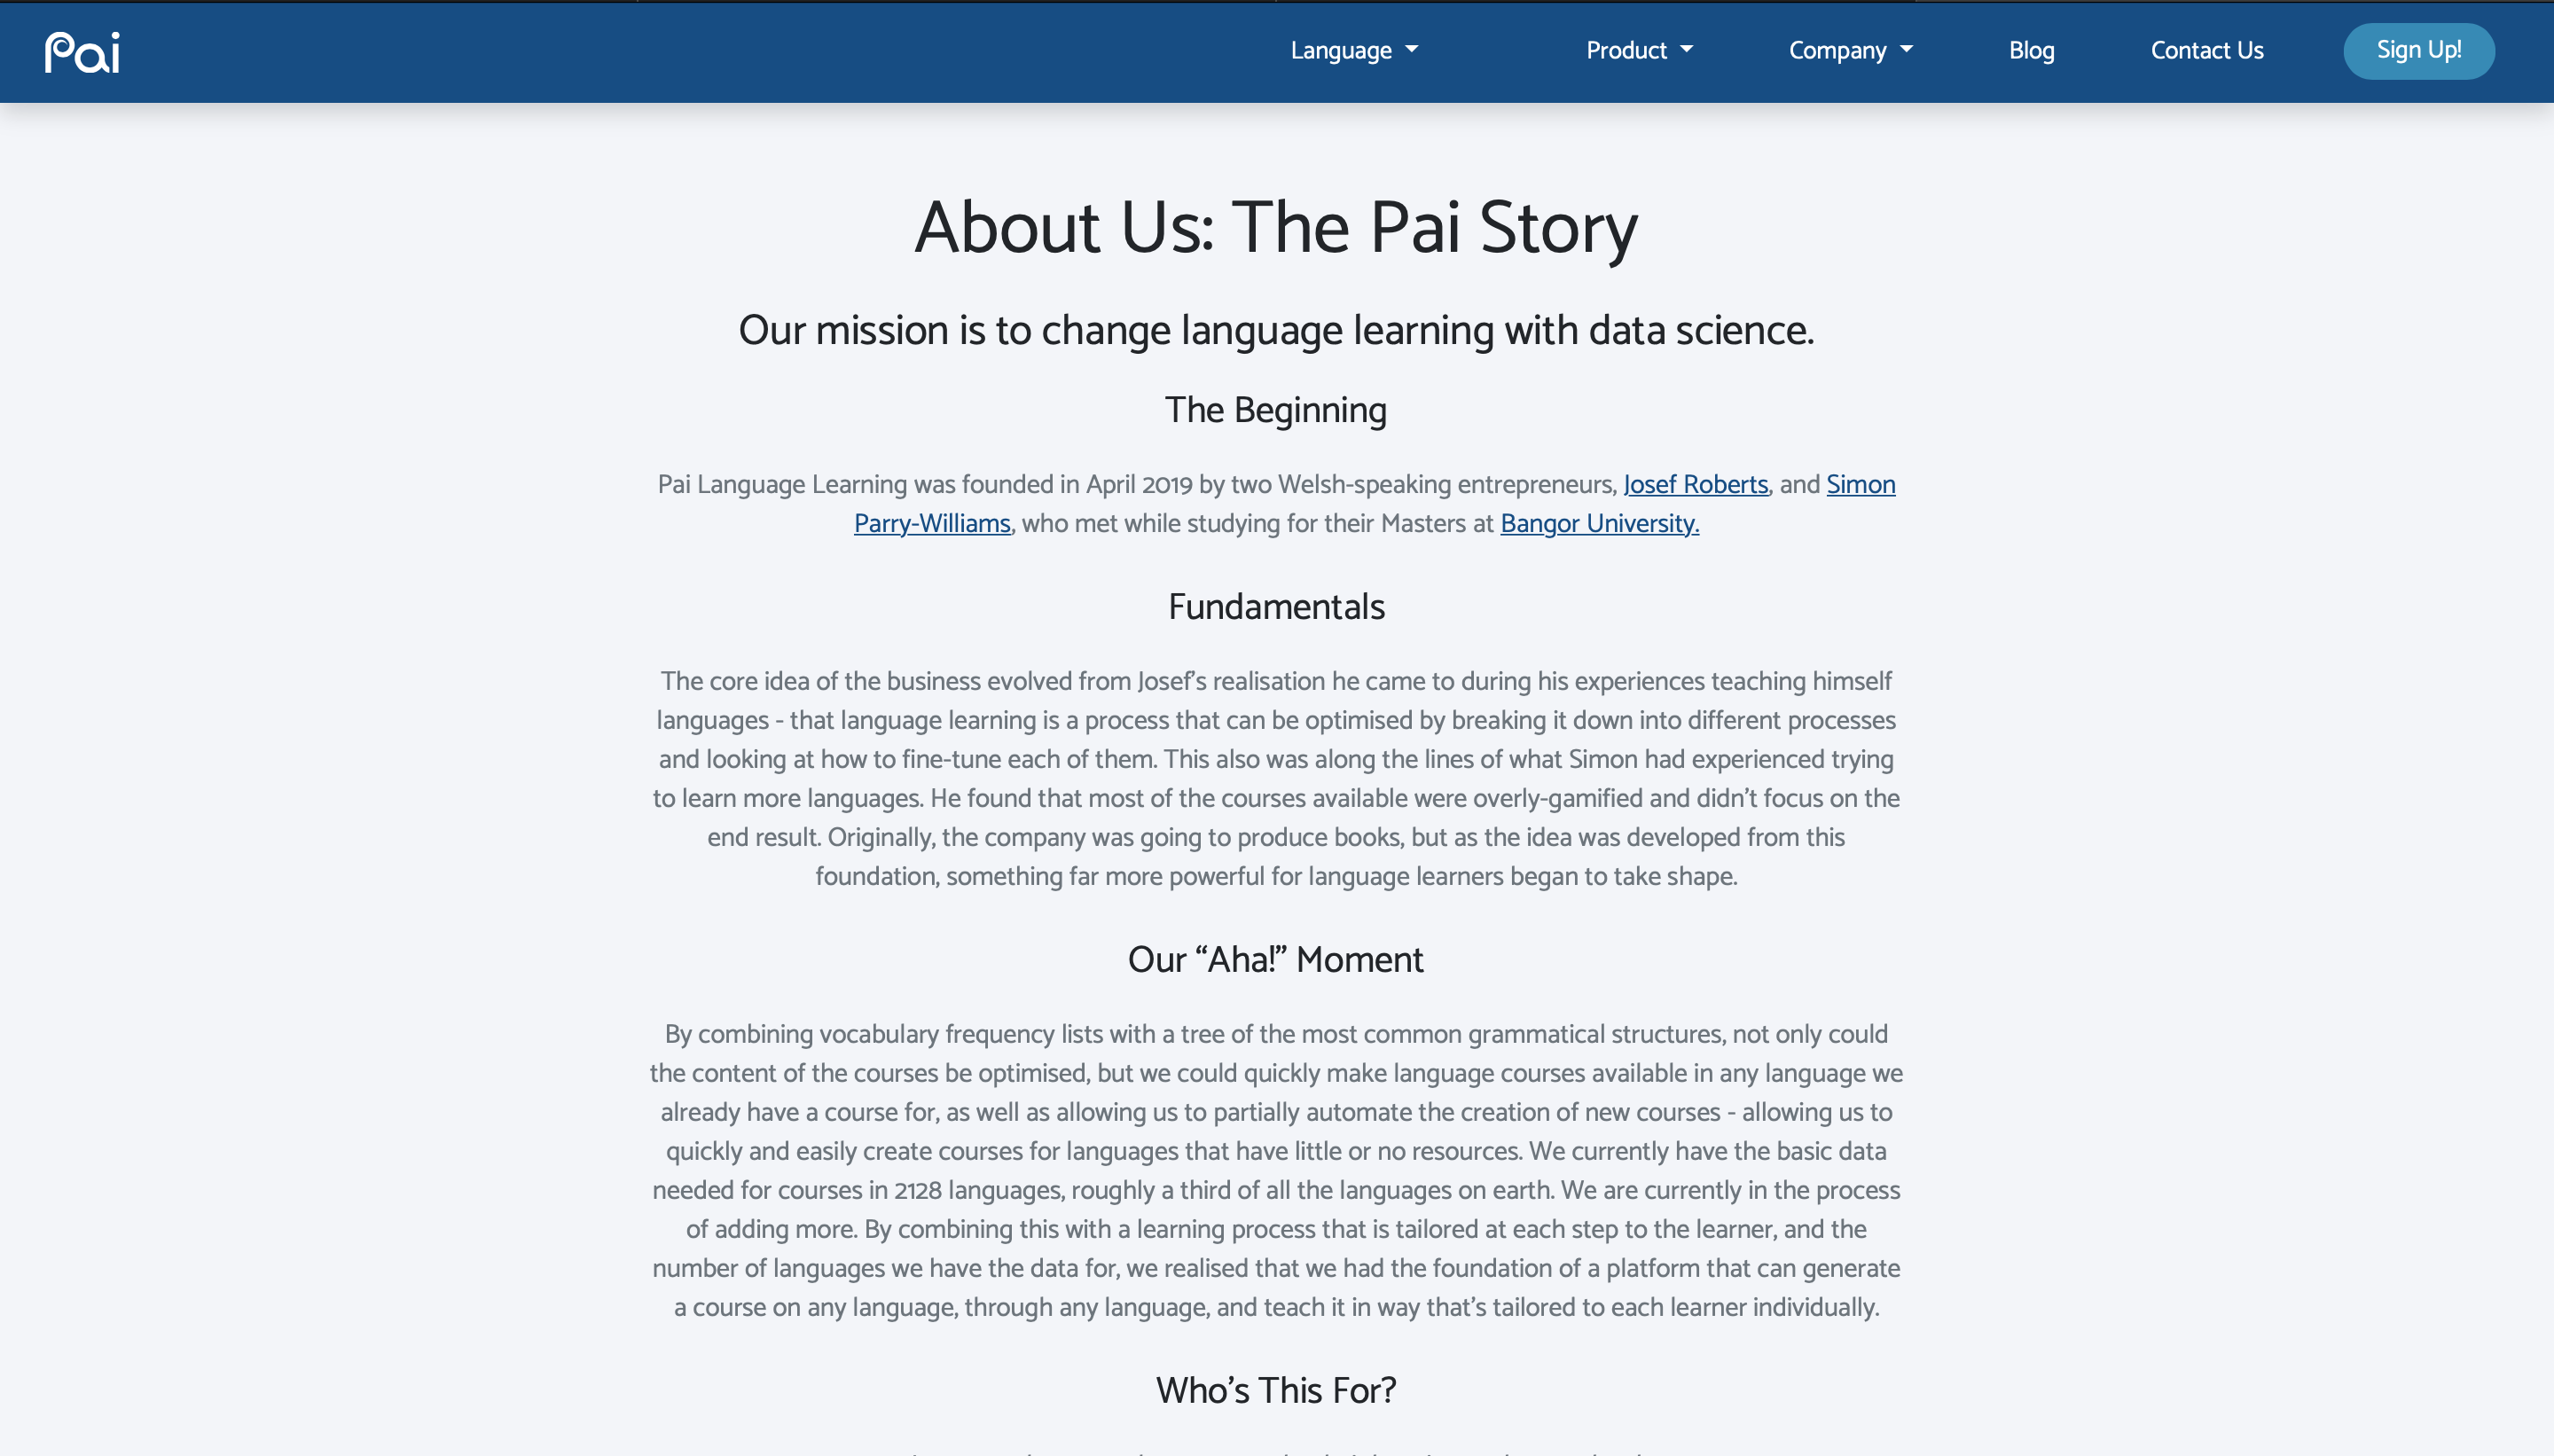 Pai
Language
Product
Company
Blog
Contact Us
Sign Up!
About Us: The Pai Story
Our mission is to change language learning with data science.
The Beginning
Pai Language Learning was founded in April 2019 by two Welsh-speaking entrepreneurs, Josef Roberts, and Simon
Parry-Williams, who met while studying for their Masters at Bangor University.
Fundamentals
The core idea of the business evolved from Josef’s realisation he came to during his experiences teaching himself
languages - that language learning is a process that can be optimised by breaking it down into different processes
and looking at how to fine-tune each of them. This also was along the lines of what Simon had experienced trying
to learn more languages. He found that most of the courses available were overly-gamified and didn’t focus on the
end result. Originally, the company was going to produce books, but as the idea was developed from this
foundation, something far more powerful for language learners began to take shape.
Our “Aha!” Moment
By combining vocabulary frequency lists with a tree of the most common grammatical structures, not only could
the content of the courses be optimised, but we could quickly make language courses available in any language we
already have a course for, as well as allowing us to partially automate the creation of new courses - allowing us to
quickly and easily create courses for languages that have little or no resources. We currently have the basic data
needed for courses in 2128 languages, roughly a third of all the languages on earth. We are currently in the process
of adding more. By combining this with a learning process that is tailored at each step to the learner, and the
number of languages we have the data for, we realised that we had the foundation of a platform that can generate
a course on any language, through any language, and teach it in way that’s tailored to each learner individually.
Who’s This For?